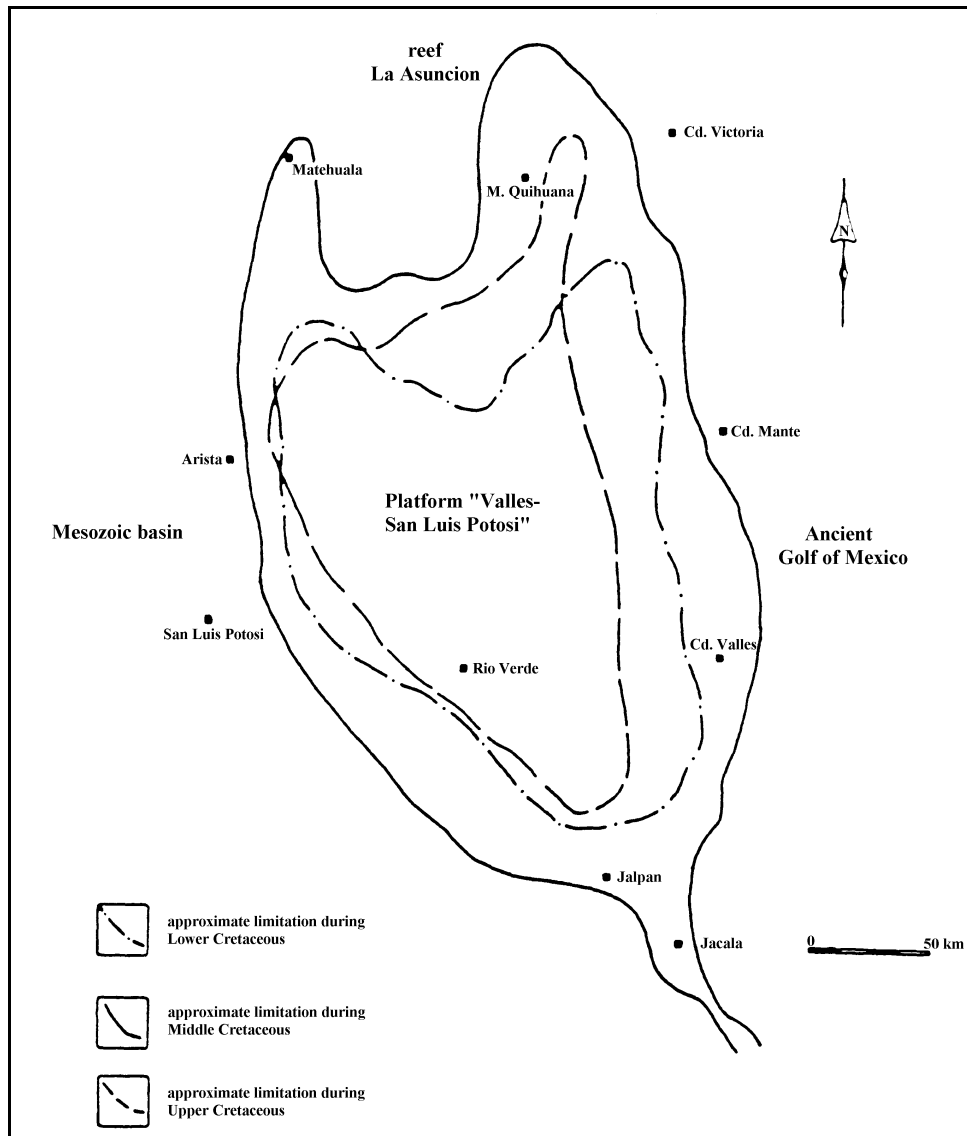 reef
La Asuncion
Cd. Victoria
Matehuala
M. Quihuana
N
Cd. Mante
Arista
Platform "Valles-
San Luis Potosi"
Mesozoic basin
Ancient
Golf of Mexico
San Luis Potosi
Cd. Valles
Rio Verde
Jalpan
Jacala
0 50 km
approximate limitation during
Lower Cretaceous
approximate limitation during
Middle Cretaceous
approximate limitation during
Upper Cretaceous